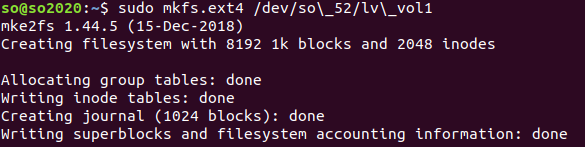 so@so2020:~$ sudo mkfs.ext4 /dev/so\_52/lv\_vol1
mke2fs 1.44.5 (15-Dec-2018)
Creating filesystem with 8192 1k blocks and 2048 inodes
Allocating group tables: done
Writing inode tables: done
Creating journal (1024 blocks): done
Writing superblocks and filesystem accounting information: done